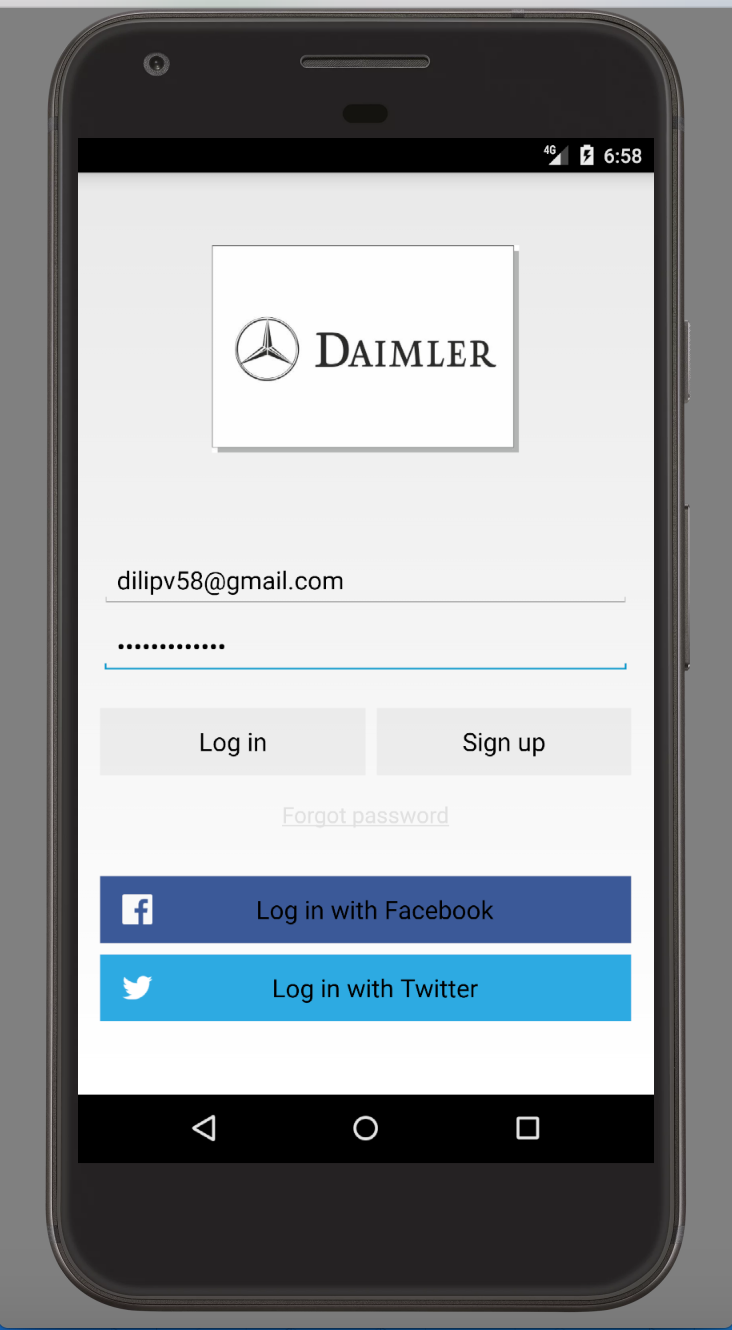 4G 6:58
DAIMLER
dilipv58@gmail.com
•••••••••••••
Log in Sign up
Forgot password
Log in with Facebook
Log in with Twitter